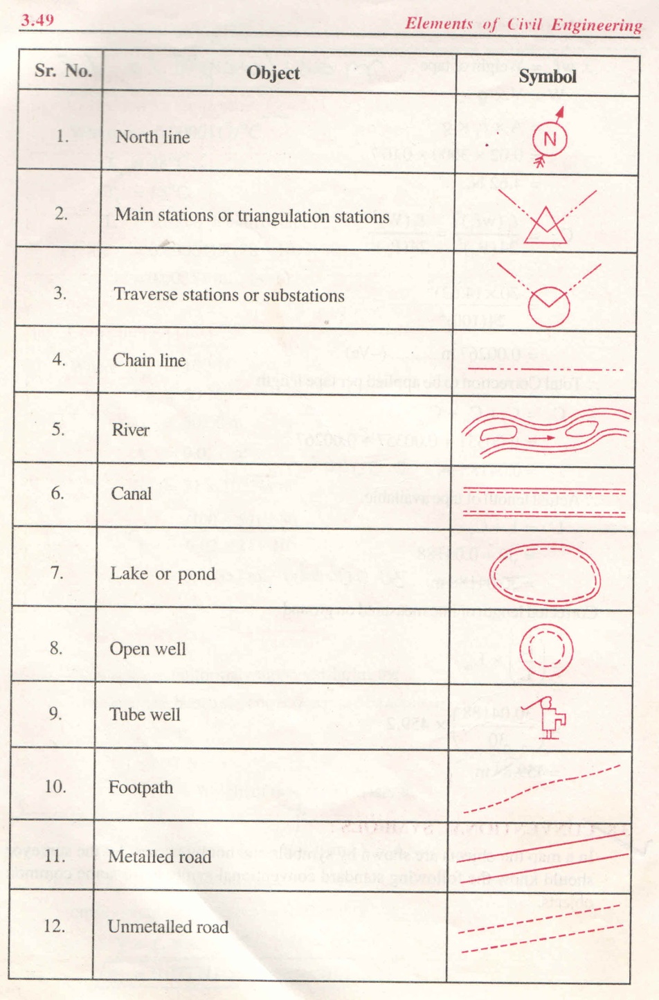 3.49 Elements of Civil Engineering
Sr. No. Object Symbol
1. North line N
2. Main stations or triangulation stations
3. Traverse stations or substations
4. Chain line
5. River
6. Canal
7. Lake or pond
8. Open well
9. Tube well
10. Footpath
11. Metalled road
12. Unmetalled road